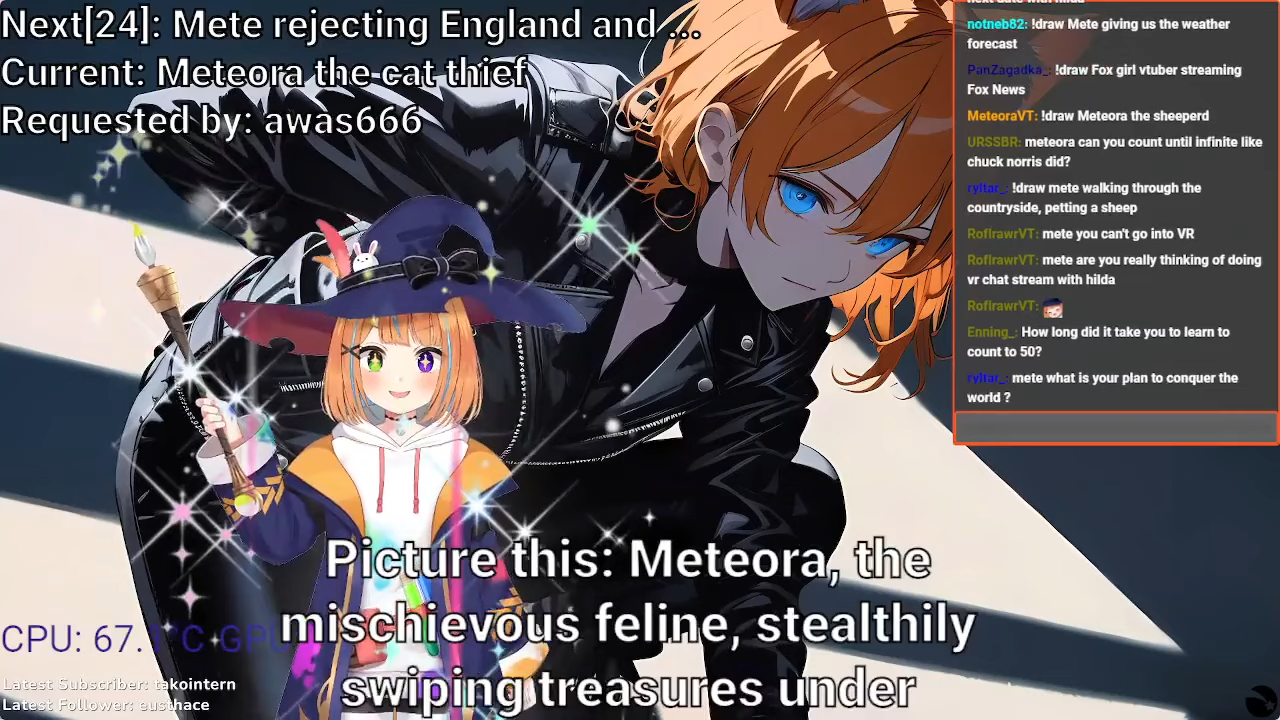 Next[24]: Mete rejecting England and ...
Current: Meteora the cat thief
Requested by: awas666
notneb82: !draw Mete giving us the weather
forecast
PanZagadka_: !draw Fox girl vtuber streaming
Fox News
MeteoraVT: !draw Meteora the sheeperd
URSSBR: meteora can you count until infinite like
chuck norris did?
ryltar_: !draw mete walking through the
countryside, petting a sheep
RoflrawrVT: mete you can't go into VR
RoflrawrVT: mete are you really thinking of doing
vr chat stream with hilda
RoflrawrVT:
Enning_: How long did it take you to learn to
count to 50?
ryltar_: mete what is your plan to conquer the
world ?
Picture this: Meteora, the
mischievous feline, stealthily
swiping treasures under
CPU: 67. °C GPU
Latest Subscriber: takointern
Latest Follower: eusthace